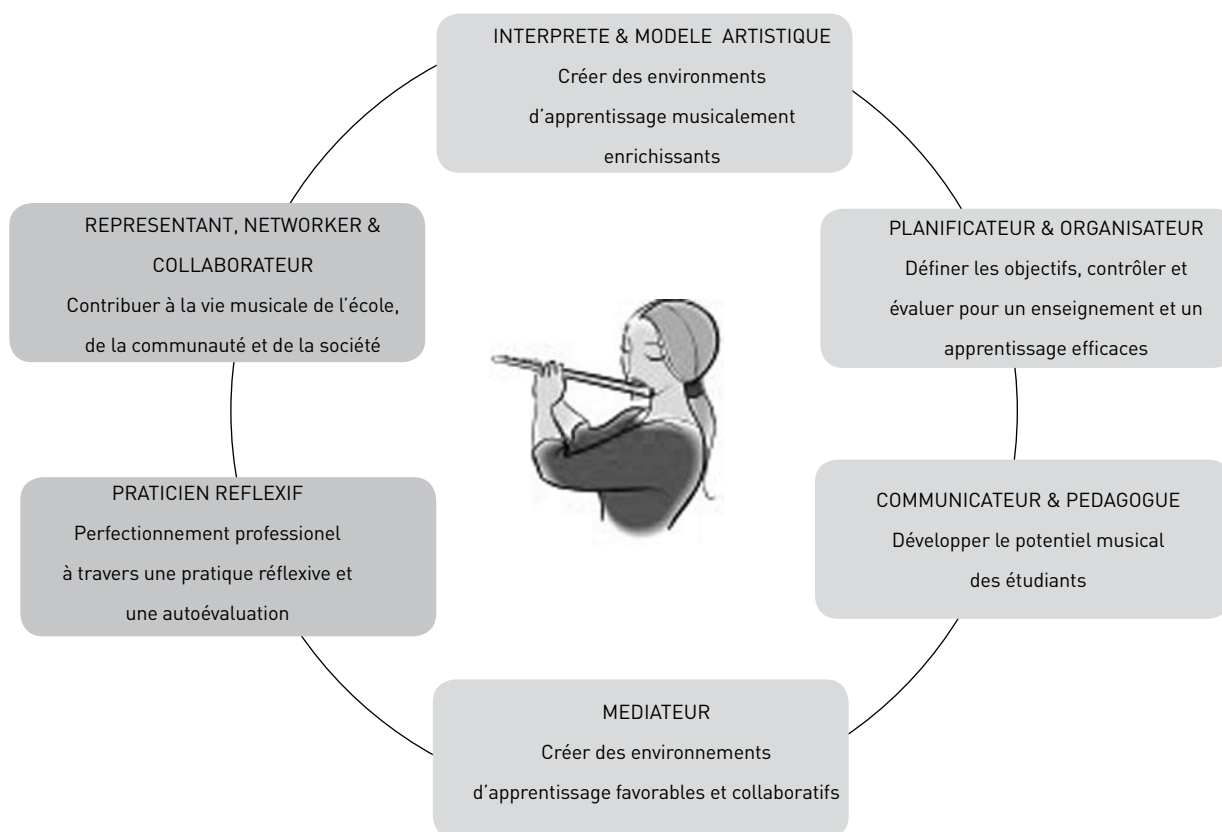 INTERPRETE & MODELE ARTISTIQUE
Créer des environments
d'apprentissage musicalement
enrichissants
REPRESENTANT, NETWORKER &
COLLABORATEUR
Contribuer à la vie musicale de l'école,
de la communauté et de la société
PLANIFICATEUR & ORGANISATEUR
Définer les objectifs, contrôler et
évaluer pour un enseignement et un
apprentissage efficaces
PRATICIEN REFLEXIF
Perfectionnement professionel
à travers une pratique réflexive et
une autoévaluation
COMMUNICATEUR & PEDAGOGUE
Développer le potentiel musical
des étudiants
MEDIATEUR
Créer des environnements
d'apprentissage favorables et collaboratifs